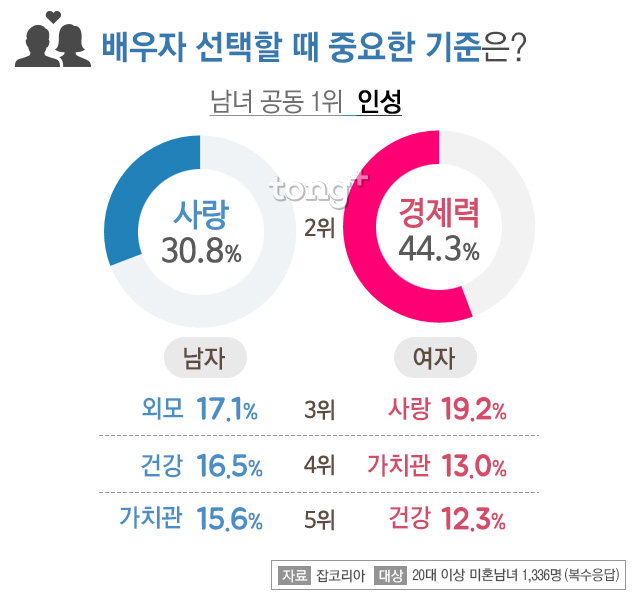 배우자 선택할 때 중요한 기준은?
남녀 공동 1위 인성
tong+
사랑
30.8%
2위
경제력
44.3%
남자
여자
외모 17.1% 3위 사랑 19.2%
건강 16.5% 4위 가치관 13.0%
가치관 15.6% 5위 건강 12.3%
자료 잡코리아 대상 20대 이상 미혼남녀 1,336명 (복수응답)